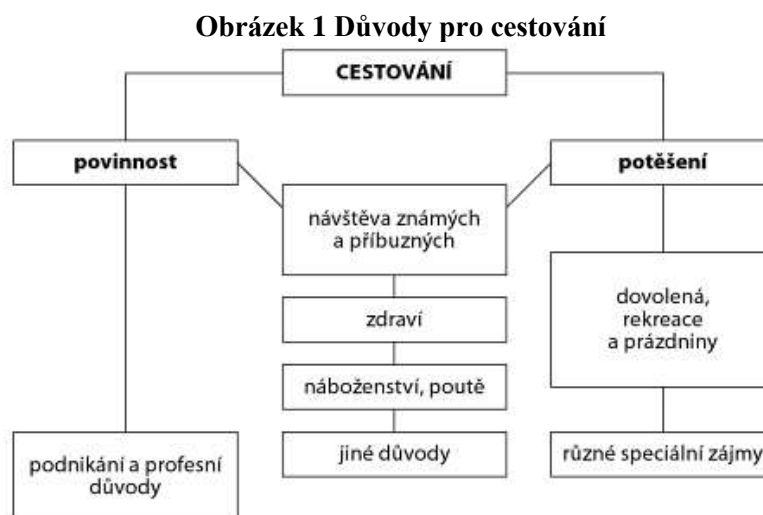 Obrázek 1 Důvody pro cestování
CESTOVÁNÍ
povinnost
potěšení
návštěva známých
a příbuzných
dovolená,
rekreace
a prázdniny
zdraví
náboženství, poutě
podnikání a profesní
důvody
jiné důvody
různé speciální zájmy